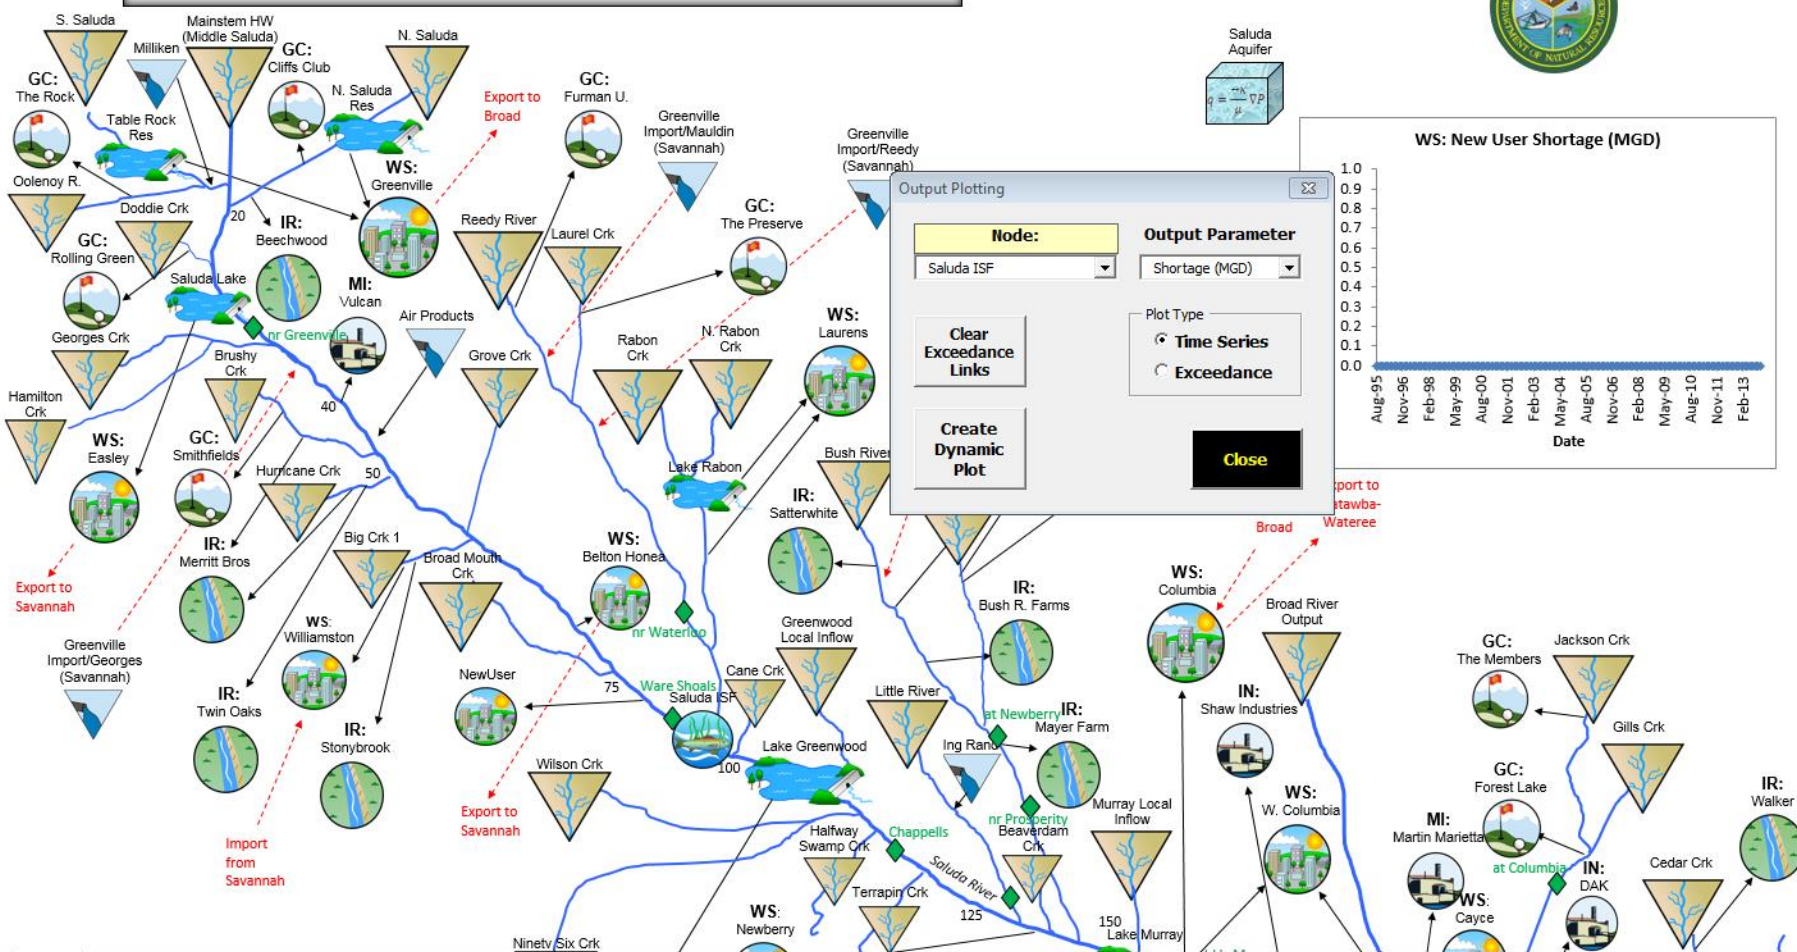 S. Saluda
Mainstem HW
(Middle Saluda)
Milliken
GC:
Cliffs Club
N. Saluda
GC:
The Rock
Table Rock
Res
N. Saluda
Res
Export to
Broad
GC:
Furman U.
Greenville
Import/Mauldin
(Savannah)
Greenville
Import/Reedy
(Savannah)
Saluda
Aquifer
DEPARTMENT OF NATURAL RESOURCES
WS: New User Shortage (MGD)
1.0
0.9
0.8
0.7
0.6
0.5
0.4
0.3
0.2
0.1
0.0
Aug-95
Nov-96
Feb-98
May-99
Aug-00
Nov-01
Feb-03
May-04
Aug-05
Nov-06
Feb-08
May-09
Aug-10
Nov-11
Feb-13
Date
Output Plotting
Node:
Output Parameter
Saluda ISF
Shortage (MGD)
Plot Type
Time Series
Exceedance
Clear
Exceedance
Links
Create
Dynamic
Plot
Close
Oolenoy R.
Doddie Crk
20
IR:
Beechwood
WS:
Greenville
Reedy River
Laurel Crk
GC:
The Preserve
GC:
Rolling Green
Saluda Lake
MI:
Vulcan
nr Greenville
Air Products
Georges Crk
Brushy
Crk
Grove Crk
Rabon
Crk
N. Rabon
Crk
WS:
Laurens
Hamilton
Crk
40
WS:
Easley
GC:
Smithfields
Hurricane Crk
50
Lake Rabon
Bush River
IR:
Satterwhite
Export to
Savannah
IR:
Merritt Bros
Big Crk 1
Broad Mouth
Crk
WS:
Belton Honea
nr Waterloo
Greenwood
Local Inflow
IR:
Bush R. Farms
WS:
Columbia
Broad
Wateree
Broad River
Output
GC:
The Members
Jackson Crk
Greenville
Import/Georges
(Savannah)
WS:
Williamston
IR:
Twin Oaks
IR:
Stonybrook
NewUser
75
Ware Shoals
Saluda ISF
Cane Crk
Little River
at Newberry
IR:
Mayer Farm
IN:
Shaw Industries
Gills Crk
100
Lake Greenwood
Ing Rand
Wilson Crk
Export to
Savannah
Import
from
Savannah
Halfway
Swamp Crk
Chappells
nr Prosperity
Beaverdam
Crk
Murray Local
Inflow
WS:
W. Columbia
GC:
Forest Lake
MI:
Martin Marietta
at Columbia
IR:
Walker
Saluda River
Terrapin Crk
125
150
Lake Murray
WS:
Newberry
Ninety Six Crk
WS:
Cayce
IN:
DAK
Cedar Crk